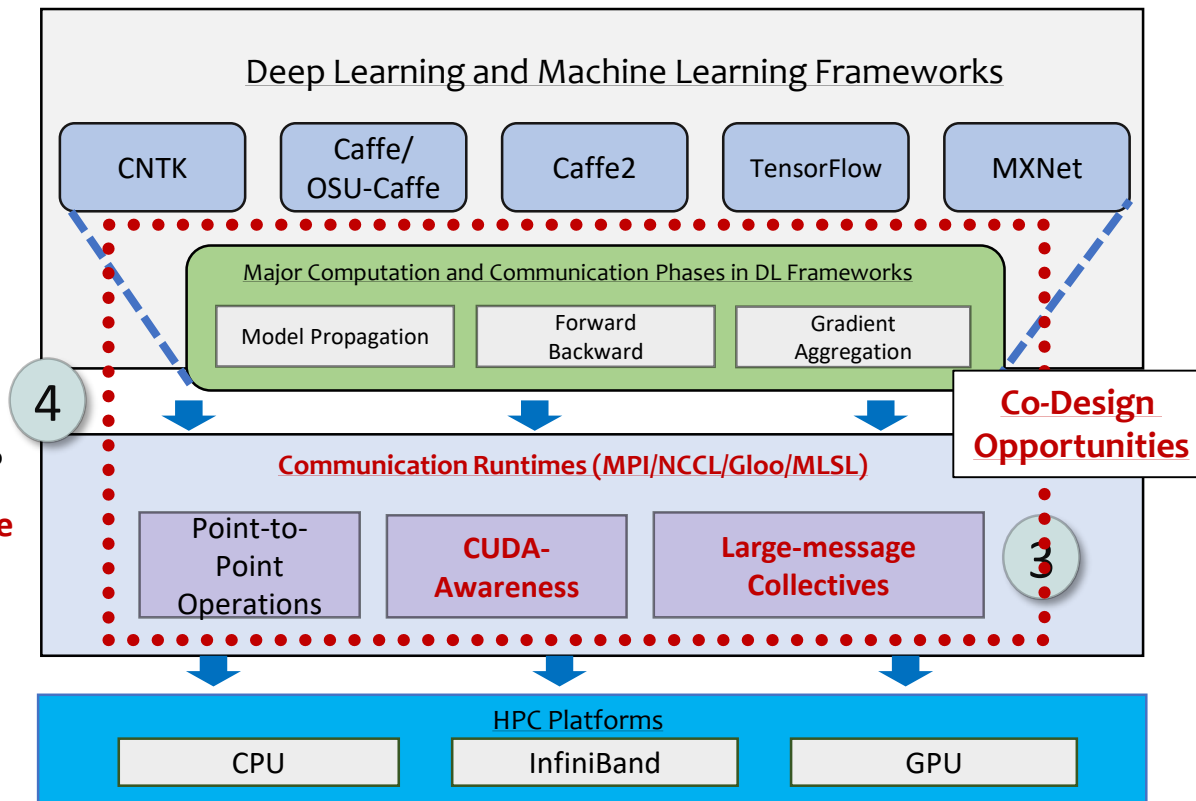 Deep Learning and Machine Learning Frameworks
CNTK
Caffe/
OSU-Caffe
Caffe2
TensorFlow
MXNet
Major Computation and Communication Phases in DL Frameworks
Model Propagation
Forward
Backward
Gradient
Aggregation
4
Co-Design
Opportunities
Communication Runtimes (MPI/NCCL/Gloo/MLSL)
e
Point-to-
Point
Operations
CUDA-
Awareness
Large-message
Collectives
3
HPC Platforms
CPU
InfiniBand
GPU